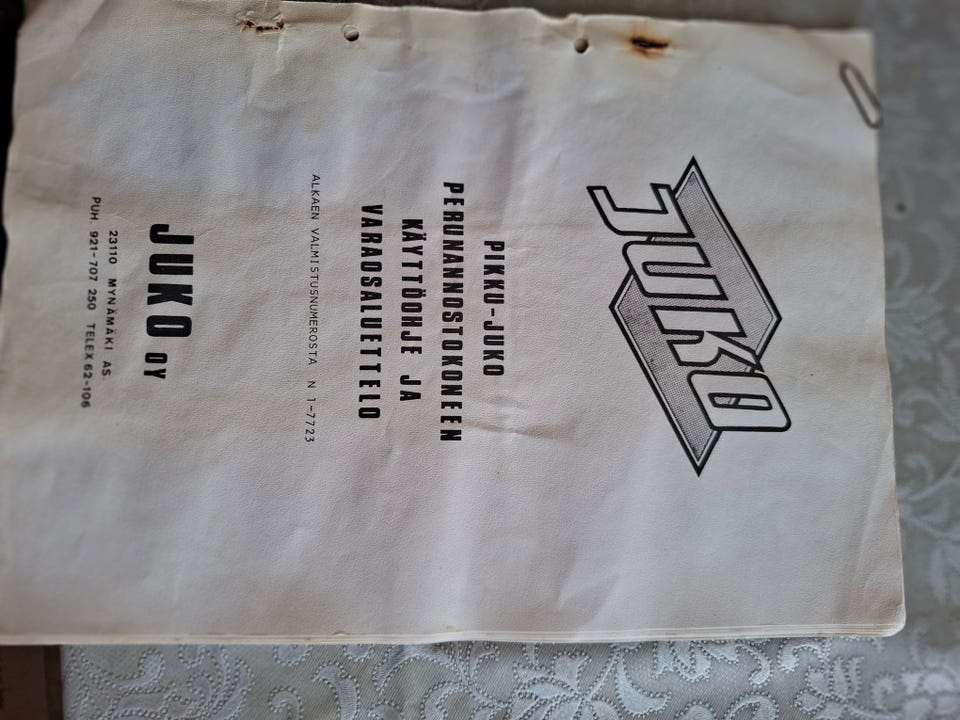 JUKO
PIKKU-JUKO
PERUNANNOSTOKONEEN
KÄYTTÖOHJE JA
VARAOSALUETTELO
ALKAEN VALMISTUSNUMEROSTA N 1-7723
JUKO OY
23110 MYNÄMÄKI AS.
PUH. 921-707 250 TELEX 62-106